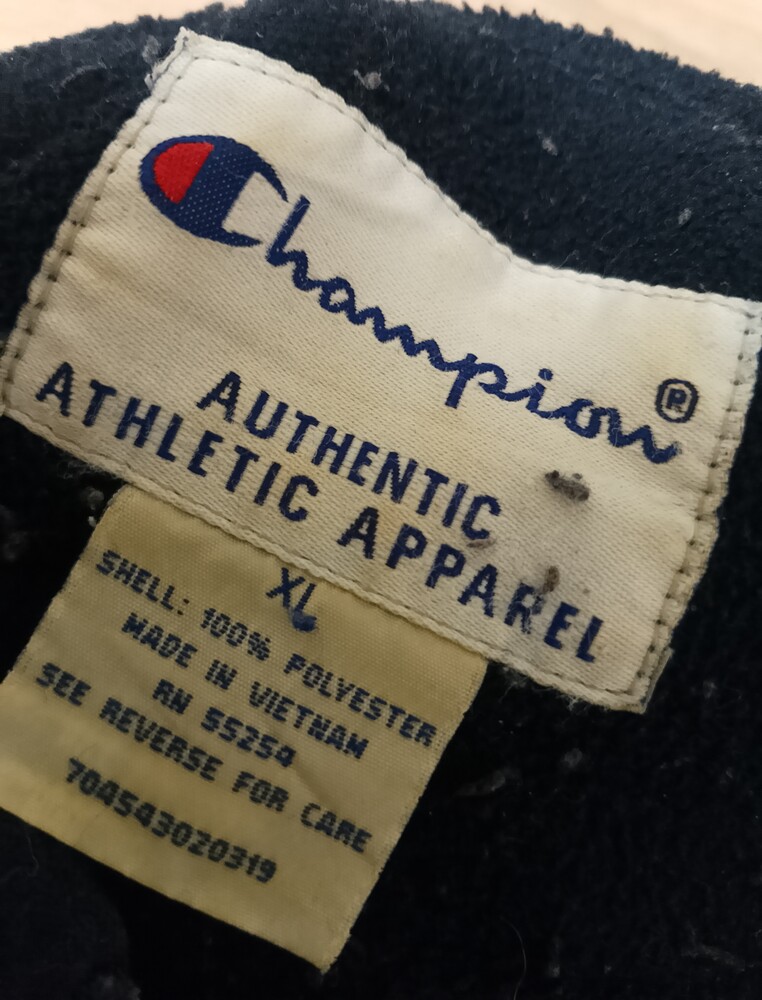 Champion®
AUTHENTIC
ATHLETIC APPAREL
XL
SHELL: 100% POLYESTER
MADE IN VIETNAM
RN 55254
SEE REVERSE FOR CARE
704543020319